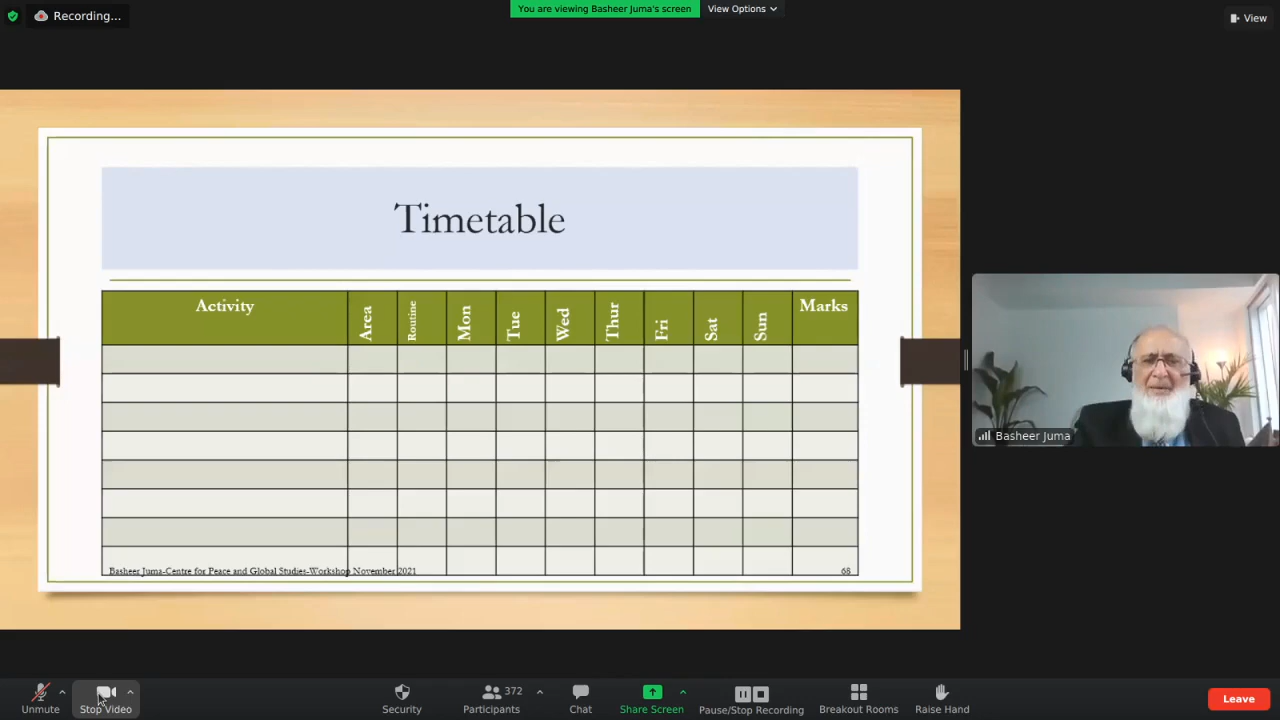 Recording...
You are viewing Basheer Juma's screen
View Options
View
Timetable
Activity
Area
Routine
Mon
Tue
Wed
Thur
Fri
Sat
Sun
Marks
Basheer Juma-Centre for Peace and Global Studies-Workshop November 2021
68
Basheer Juma
Unmute
Stop Video
Security
372
Participants
Chat
Share Screen
Pause/Stop Recording
Breakout Rooms
Raise Hand
Leave